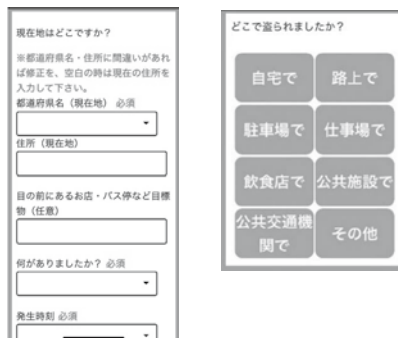 現在地はどこですか?
※都道府県名・住所に間違いがあれ
ば修正を、空白の時は現在の住所を
入力して下さい。
都道府県名（現在地） 必須
住所（現在地）
目の前にあるお店・バス停など目標
物（任意）
何がありましたか? 必須
発生時刻 必須
どこで盗られましたか?
自宅で
路上で
駐車場で
仕事場で
飲食店で
公共施設で
公共交通機
関で
その他